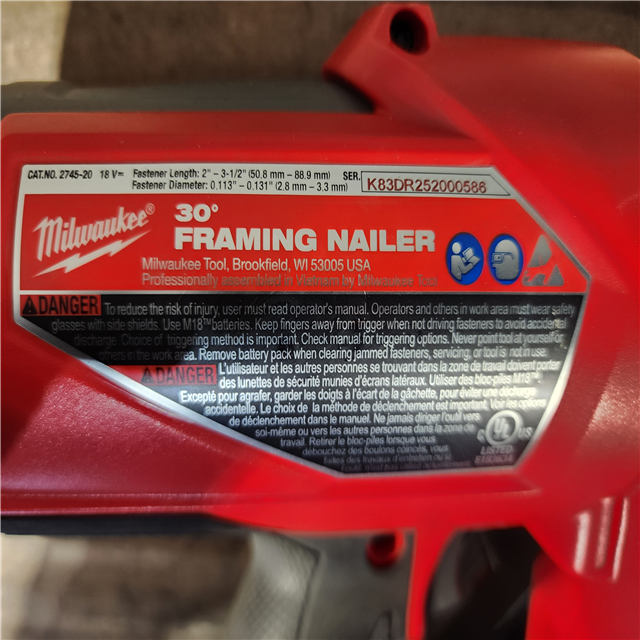 CAT.NO. 2745-20 18 V⎓ Fastener Length: 2" – 3-1/2" (50.8 mm – 88.9 mm) SER. K83DR252000586
Fastener Diameter: 0.113" – 0.131" (2.8 mm – 3.3 mm)
Milwaukee®
30°
FRAMING NAILER
Milwaukee Tool, Brookfield, WI 53005 USA
Professionally assembled in Vietnam by Milwaukee Tool
DANGER To reduce the risk of injury, user must read operator's manual. Operators and others in work area must wear safety
glasses with side shields. Use M18™ batteries. Keep fingers away from trigger when not driving fasteners to avoid accidental
discharge. Choice of triggering method is important. Check manual for triggering options. Never point tool at yourself or
others in the work area. Remove battery pack when clearing jammed fasteners, servicing, or tool is not in use.
DANGER L'utilisateur et les autres personnes se trouvant dans la zone de travail doivent porter
des lunettes de sécurité munies d'écrans latéraux. Utiliser des bloc-piles M18™.
Excepté pour agrafer, garder les doigts à l'écart de la gâchette, pour éviter une décharge
accidentelle. Le choix de la méthode de déclenchement est important. Voir les options
de déclenchement dans le manuel. Ne jamais diriger l'outil vers
soi-même ou vers d'autres personnes dans la zone de
travail. Retirer le bloc-piles lorsque vous
débouchez des boulons coincés, vous
faites des travaux d'entretien ou
l'outil n'est pas utilisé.
C UL US
LISTED